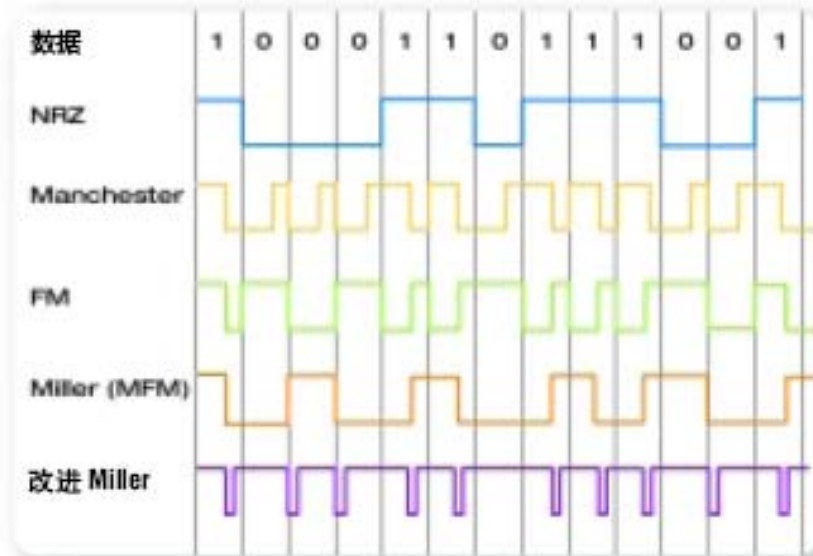 数据 1 0 0 0 1 1 0 1 1 1 0 0 1
NRZ
Manchester
FM
Miller (MFM)
改进 Miller